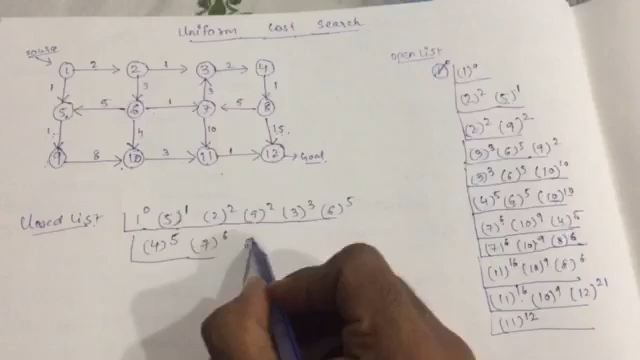 Uniform Cost Search
source
1 2 2 1 3 2 4
1 3 3 1
5 5 6 1 7 5 8
1 4 10 15
9 8 10 3 11 1 12 Goal
Closed List 1⁰ (5)¹ (2)² (9)² (3)³ (6)⁵
(4)⁵ (7)⁶
open List
(1)⁰
(2)² (5)¹
(2)² (9)²
(3)³ (6)⁵ (9)²
(3)³ (6)⁵ (10)¹⁰
(4)⁵ (6)⁵ (10)¹⁰
(7)⁶ (10)⁹ (4)⁵
(7)⁶ (10)⁹ (8)⁶
(11)¹⁶ (10)⁹ (8)⁶
(11)¹⁶ (10)⁹ (12)²¹
(11)¹²